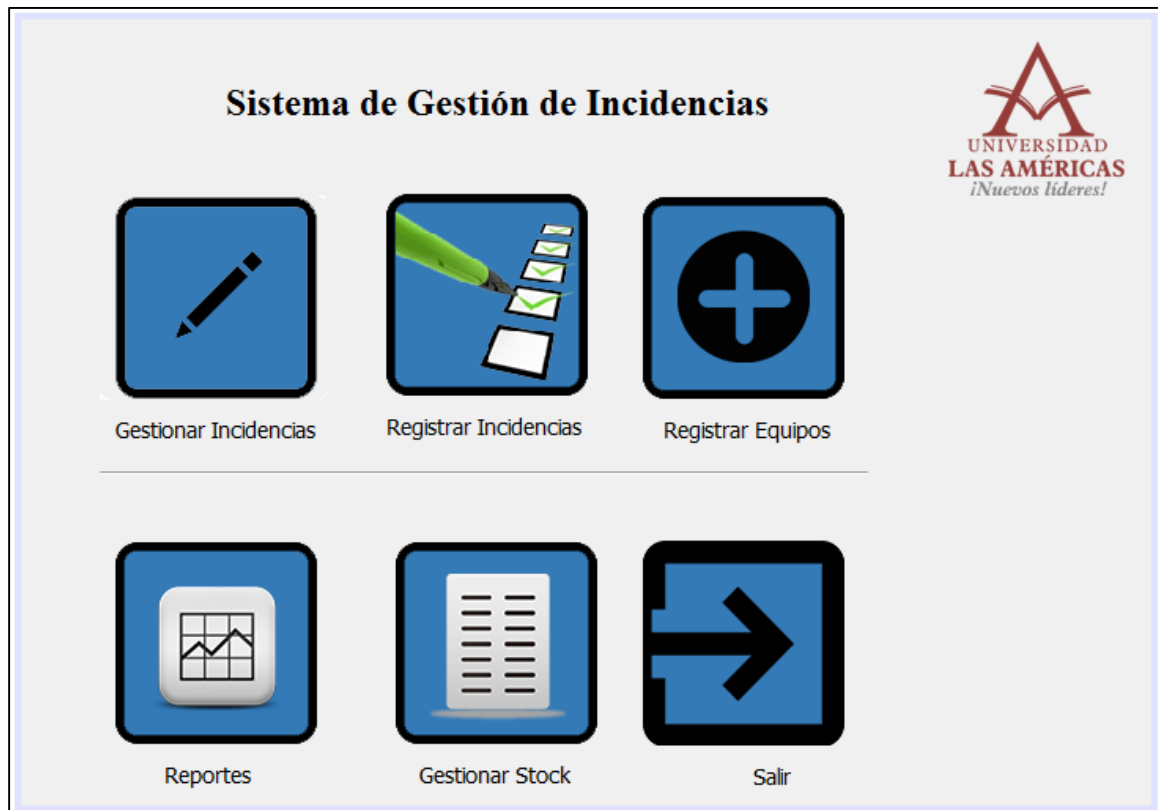 Sistema de Gestión de Incidencias
UNIVERSIDAD
LAS AMÉRICAS
¡Nuevos líderes!
Gestionar Incidencias
Registrar Incidencias
Registrar Equipos
Reportes
Gestionar Stock
Salir